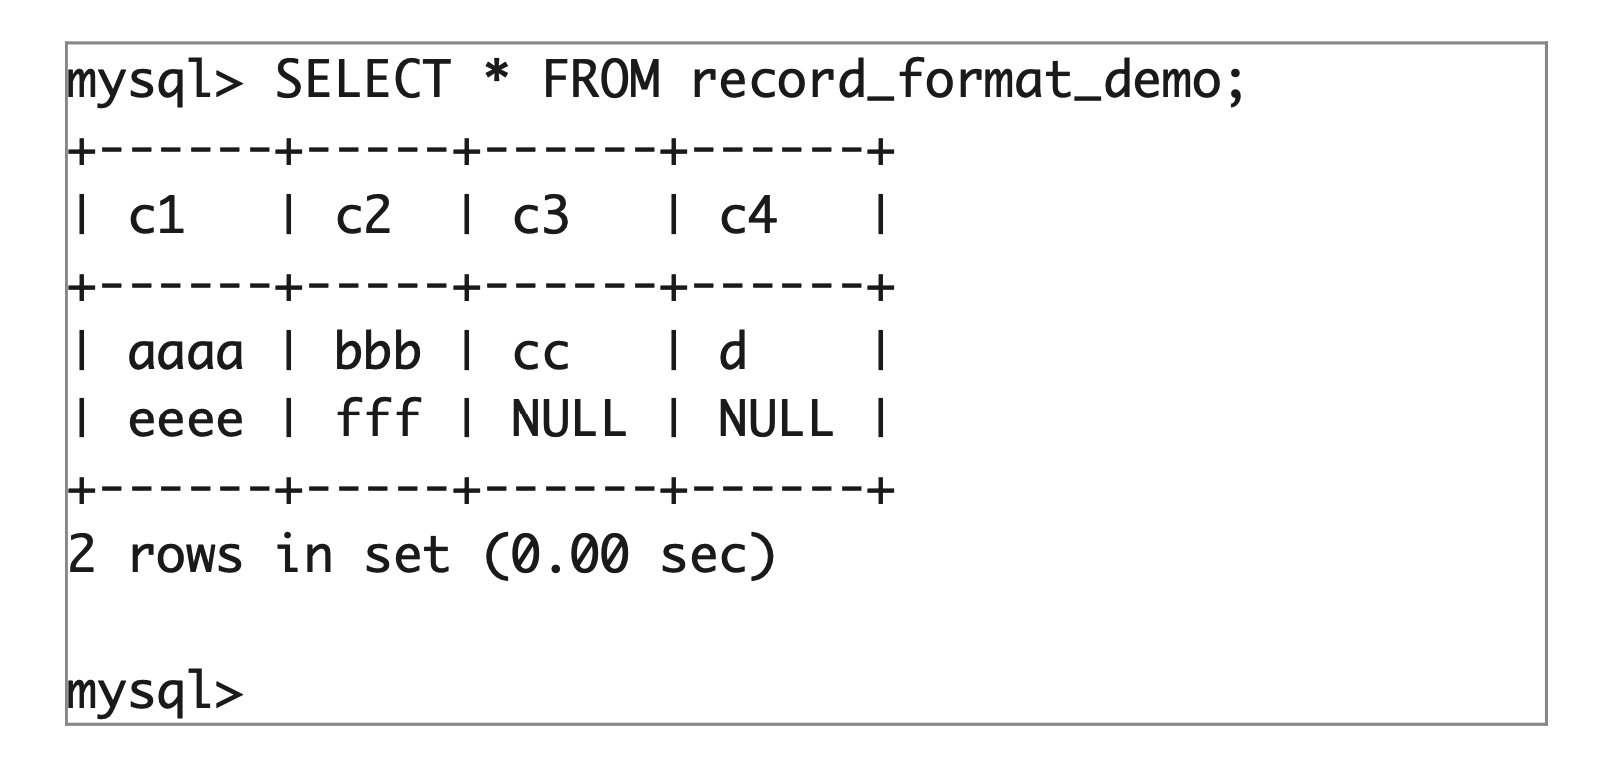 mysql> SELECT * FROM record_format_demo;
+------+-----+------+------+
| c1   | c2  | c3   | c4   |
+------+-----+------+------+
| aaaa | bbb | cc   | d    |
| eeee | fff | NULL | NULL |
+------+-----+------+------+
2 rows in set (0.00 sec)

mysql>